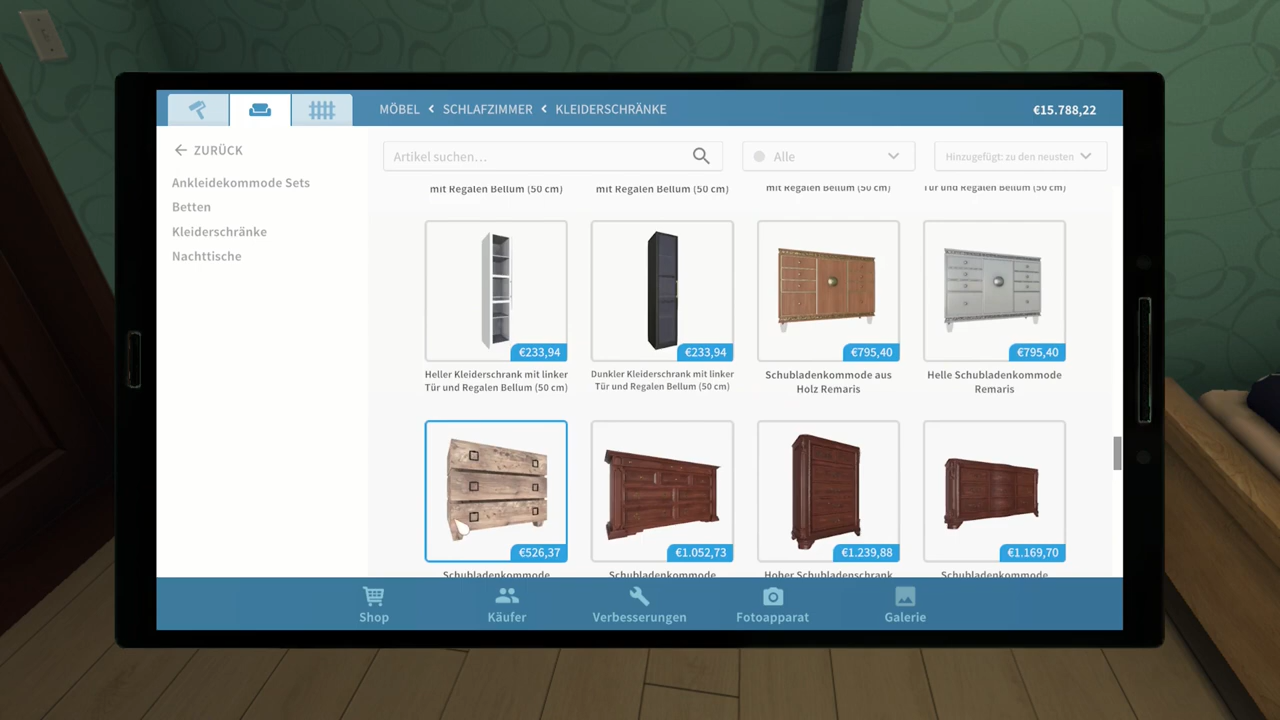 MÖBEL < SCHLAFZIMMER < KLEIDERSCHRÄNKE
€15.788,22
← ZURÜCK
Ankleidekommode Sets
Betten
Kleiderschränke
Nachttische
Artikel suchen...
Alle
Hinzugefügt: zu den neusten
mit Regalen Bellum (50 cm)
mit Regalen Bellum (50 cm)
mit Regalen Bellum (50 cm)
Tür und Regalen Bellum (50 cm)
€233,94
€233,94
€795,40
€795,40
Heller Kleiderschrank mit linker
Tür und Regalen Bellum (50 cm)
Dunkler Kleiderschrank mit linker
Tür und Regalen Bellum (50 cm)
Schubladenkommode aus
Holz Remaris
Helle Schubladenkommode
Remaris
€526,37
€1.052,73
€1.239,88
€1.169,70
Schubladenkommode
Schubladenkommode
Hoher Schubladenschrank
Schubladenkommode
Shop
Käufer
Verbesserungen
Fotoapparat
Galerie